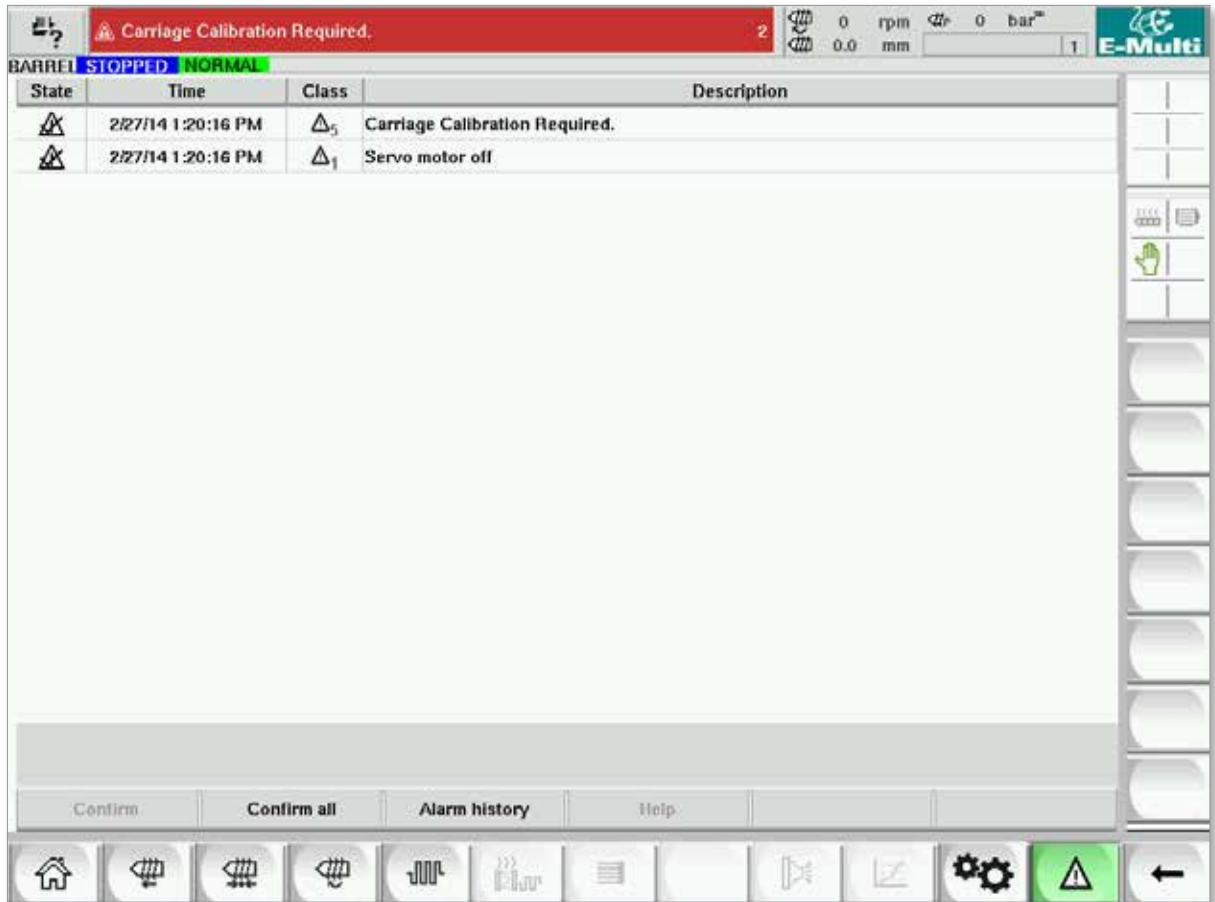 Carriage Calibration Required. 2
0 rpm 0 bar
0.0 mm 1
E-Multi
BARREL STOPPED NORMAL
State Time Class Description
2/27/14 1:20:16 PM 5 Carriage Calibration Required.
2/27/14 1:20:16 PM 1 Servo motor off
Confirm Confirm all Alarm history Help